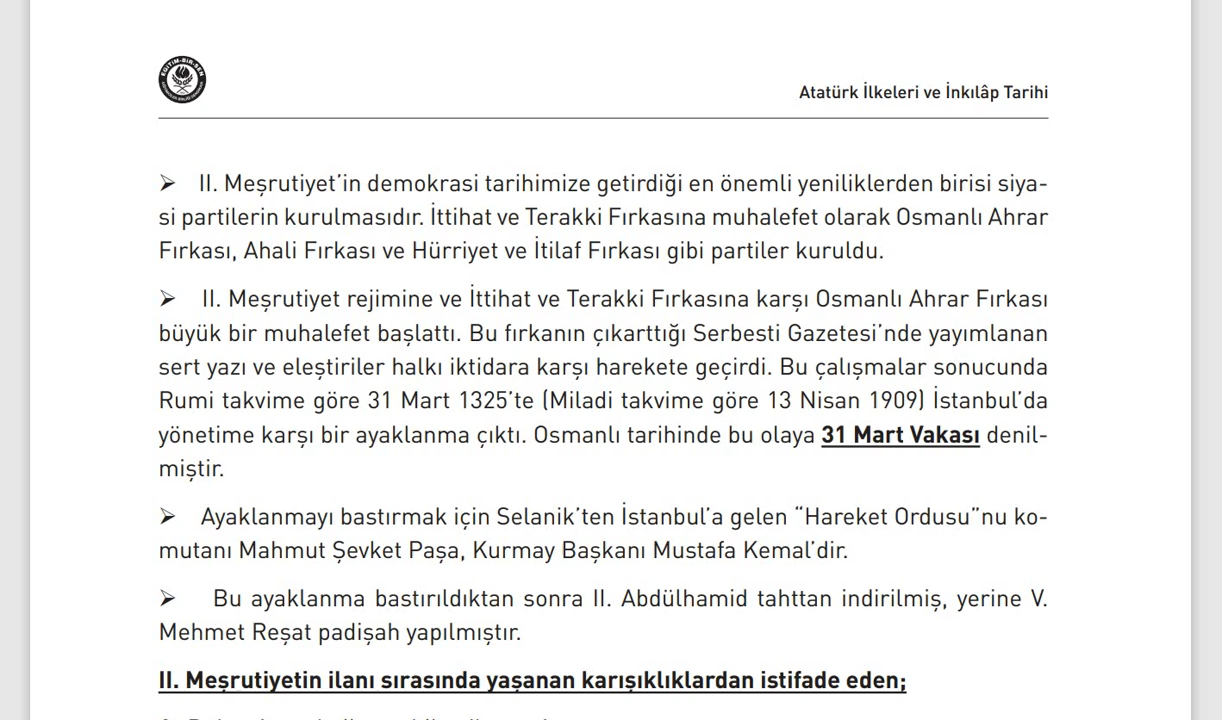 EĞİTİM-BİR-SEN
Atatürk İlkeleri ve İnkılâp Tarihi
➢ II. Meşrutiyet'in demokrasi tarihimize getirdiği en önemli yeniliklerden birisi siya-
si partilerin kurulmasıdır. İttihat ve Terakki Fırkasına muhalefet olarak Osmanlı Ahrar
Fırkası, Ahali Fırkası ve Hürriyet ve İtilaf Fırkası gibi partiler kuruldu.
➢ II. Meşrutiyet rejimine ve İttihat ve Terakki Fırkasına karşı Osmanlı Ahrar Fırkası
büyük bir muhalefet başlattı. Bu fırkanın çıkarttığı Serbesti Gazetesi'nde yayımlanan
sert yazı ve eleştiriler halkı iktidara karşı harekete geçirdi. Bu çalışmalar sonucunda
Rumi takvime göre 31 Mart 1325'te (Miladi takvime göre 13 Nisan 1909) İstanbul'da
yönetime karşı bir ayaklanma çıktı. Osmanlı tarihinde bu olaya 31 Mart Vakası denil-
miştir.
➢ Ayaklanmayı bastırmak için Selanik'ten İstanbul'a gelen “Hareket Ordusu”nu ko-
mutanı Mahmut Şevket Paşa, Kurmay Başkanı Mustafa Kemal'dir.
➢ Bu ayaklanma bastırıldıktan sonra II. Abdülhamid tahttan indirilmiş, yerine V.
Mehmet Reşat padişah yapılmıştır.
II. Meşrutiyetin ilanı sırasında yaşanan karışıklıklardan istifade eden;